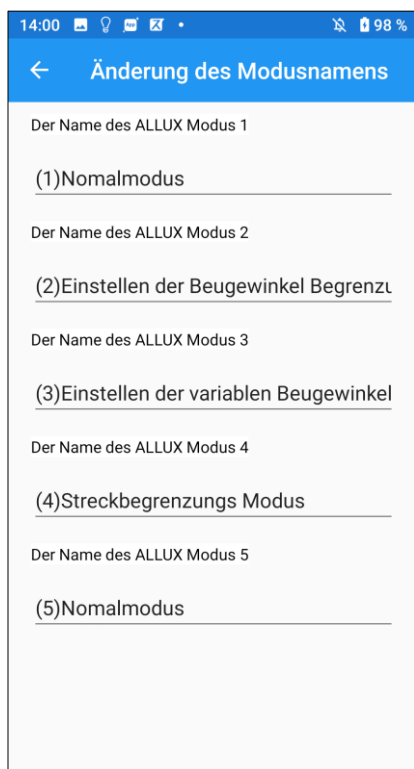 14:00 98 %
Änderung des Modusnamens
Der Name des ALLUX Modus 1
(1)Nomalmodus
Der Name des ALLUX Modus 2
(2)Einstellen der Beugewinkel Begrenzu
Der Name des ALLUX Modus 3
(3)Einstellen der variablen Beugewinkel
Der Name des ALLUX Modus 4
(4)Streckbegrenzungs Modus
Der Name des ALLUX Modus 5
(5)Nomalmodus